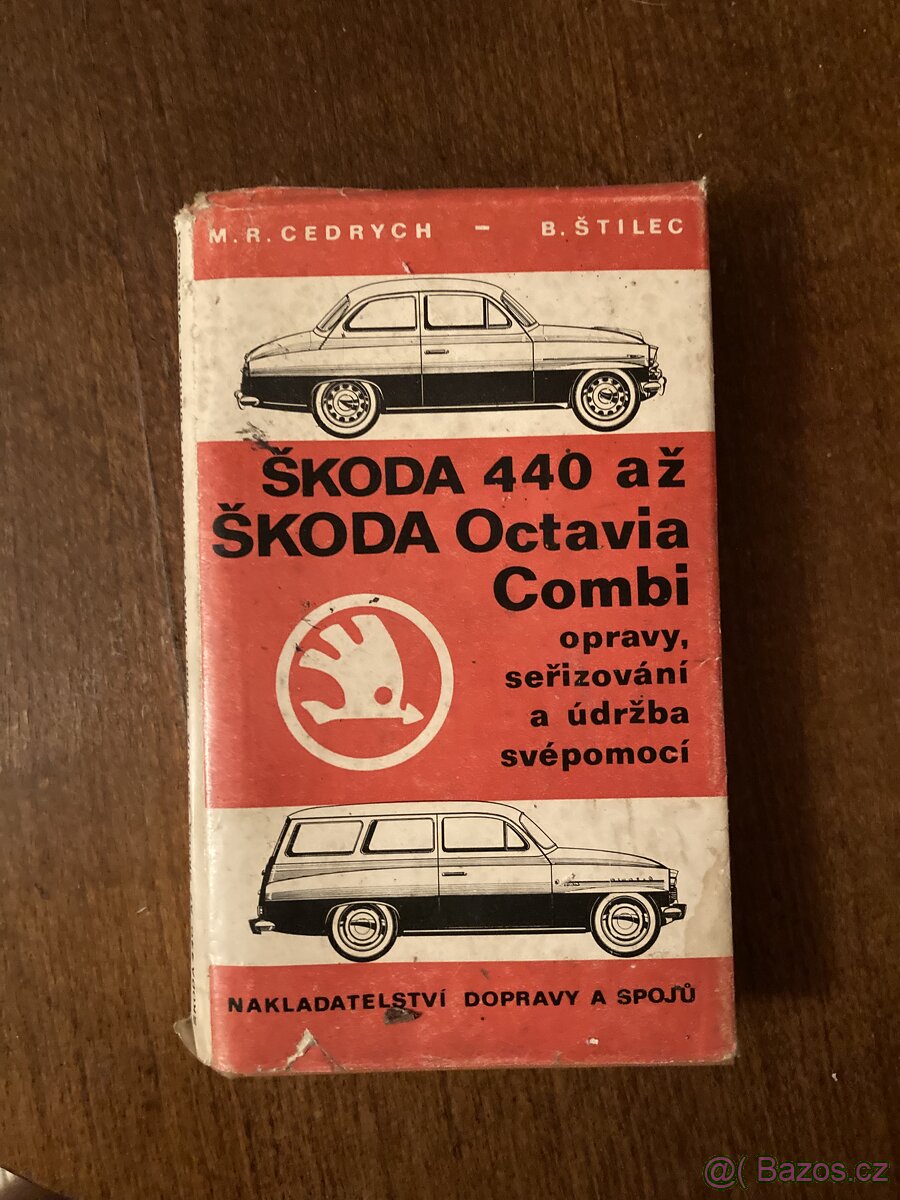 M. R. CEDRYCH - B. ŠTILEC
ŠKODA 440 až
ŠKODA Octavia
Combi
opravy,
seřizování
a údržba
svépomocí
NAKLADATELSTVÍ DOPRAVY A SPOJŮ
@( Bazos.cz